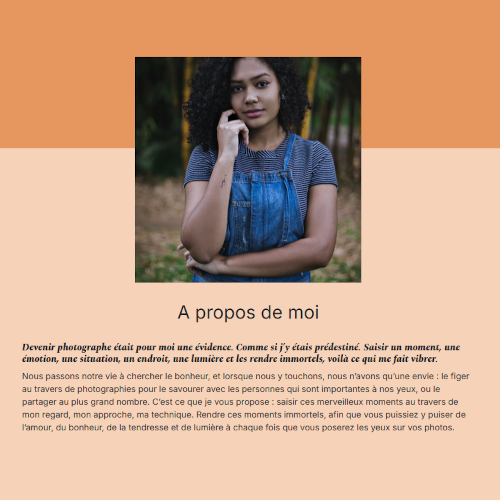 A propos de moi
Devenir photographe était pour moi une évidence. Comme si j'y étais prédestiné. Saisir un moment, une
émotion, une situation, un endroit, une lumière et les rendre immortels, voilà ce qui me fait vibrer.
Nous passons notre vie à chercher le bonheur, et lorsque nous y touchons, nous n'avons qu'une envie : le figer
au travers de photographies pour le savourer avec les personnes qui sont importantes à nos yeux, ou le
partager au plus grand nombre. C'est ce que je vous propose : saisir ces merveilleux moments au travers de
mon regard, mon approche, ma technique. Rendre ces moments immortels, afin que vous puissiez y puiser de
l'amour, du bonheur, de la tendresse et de lumière à chaque fois que vous poserez les yeux sur vos photos.